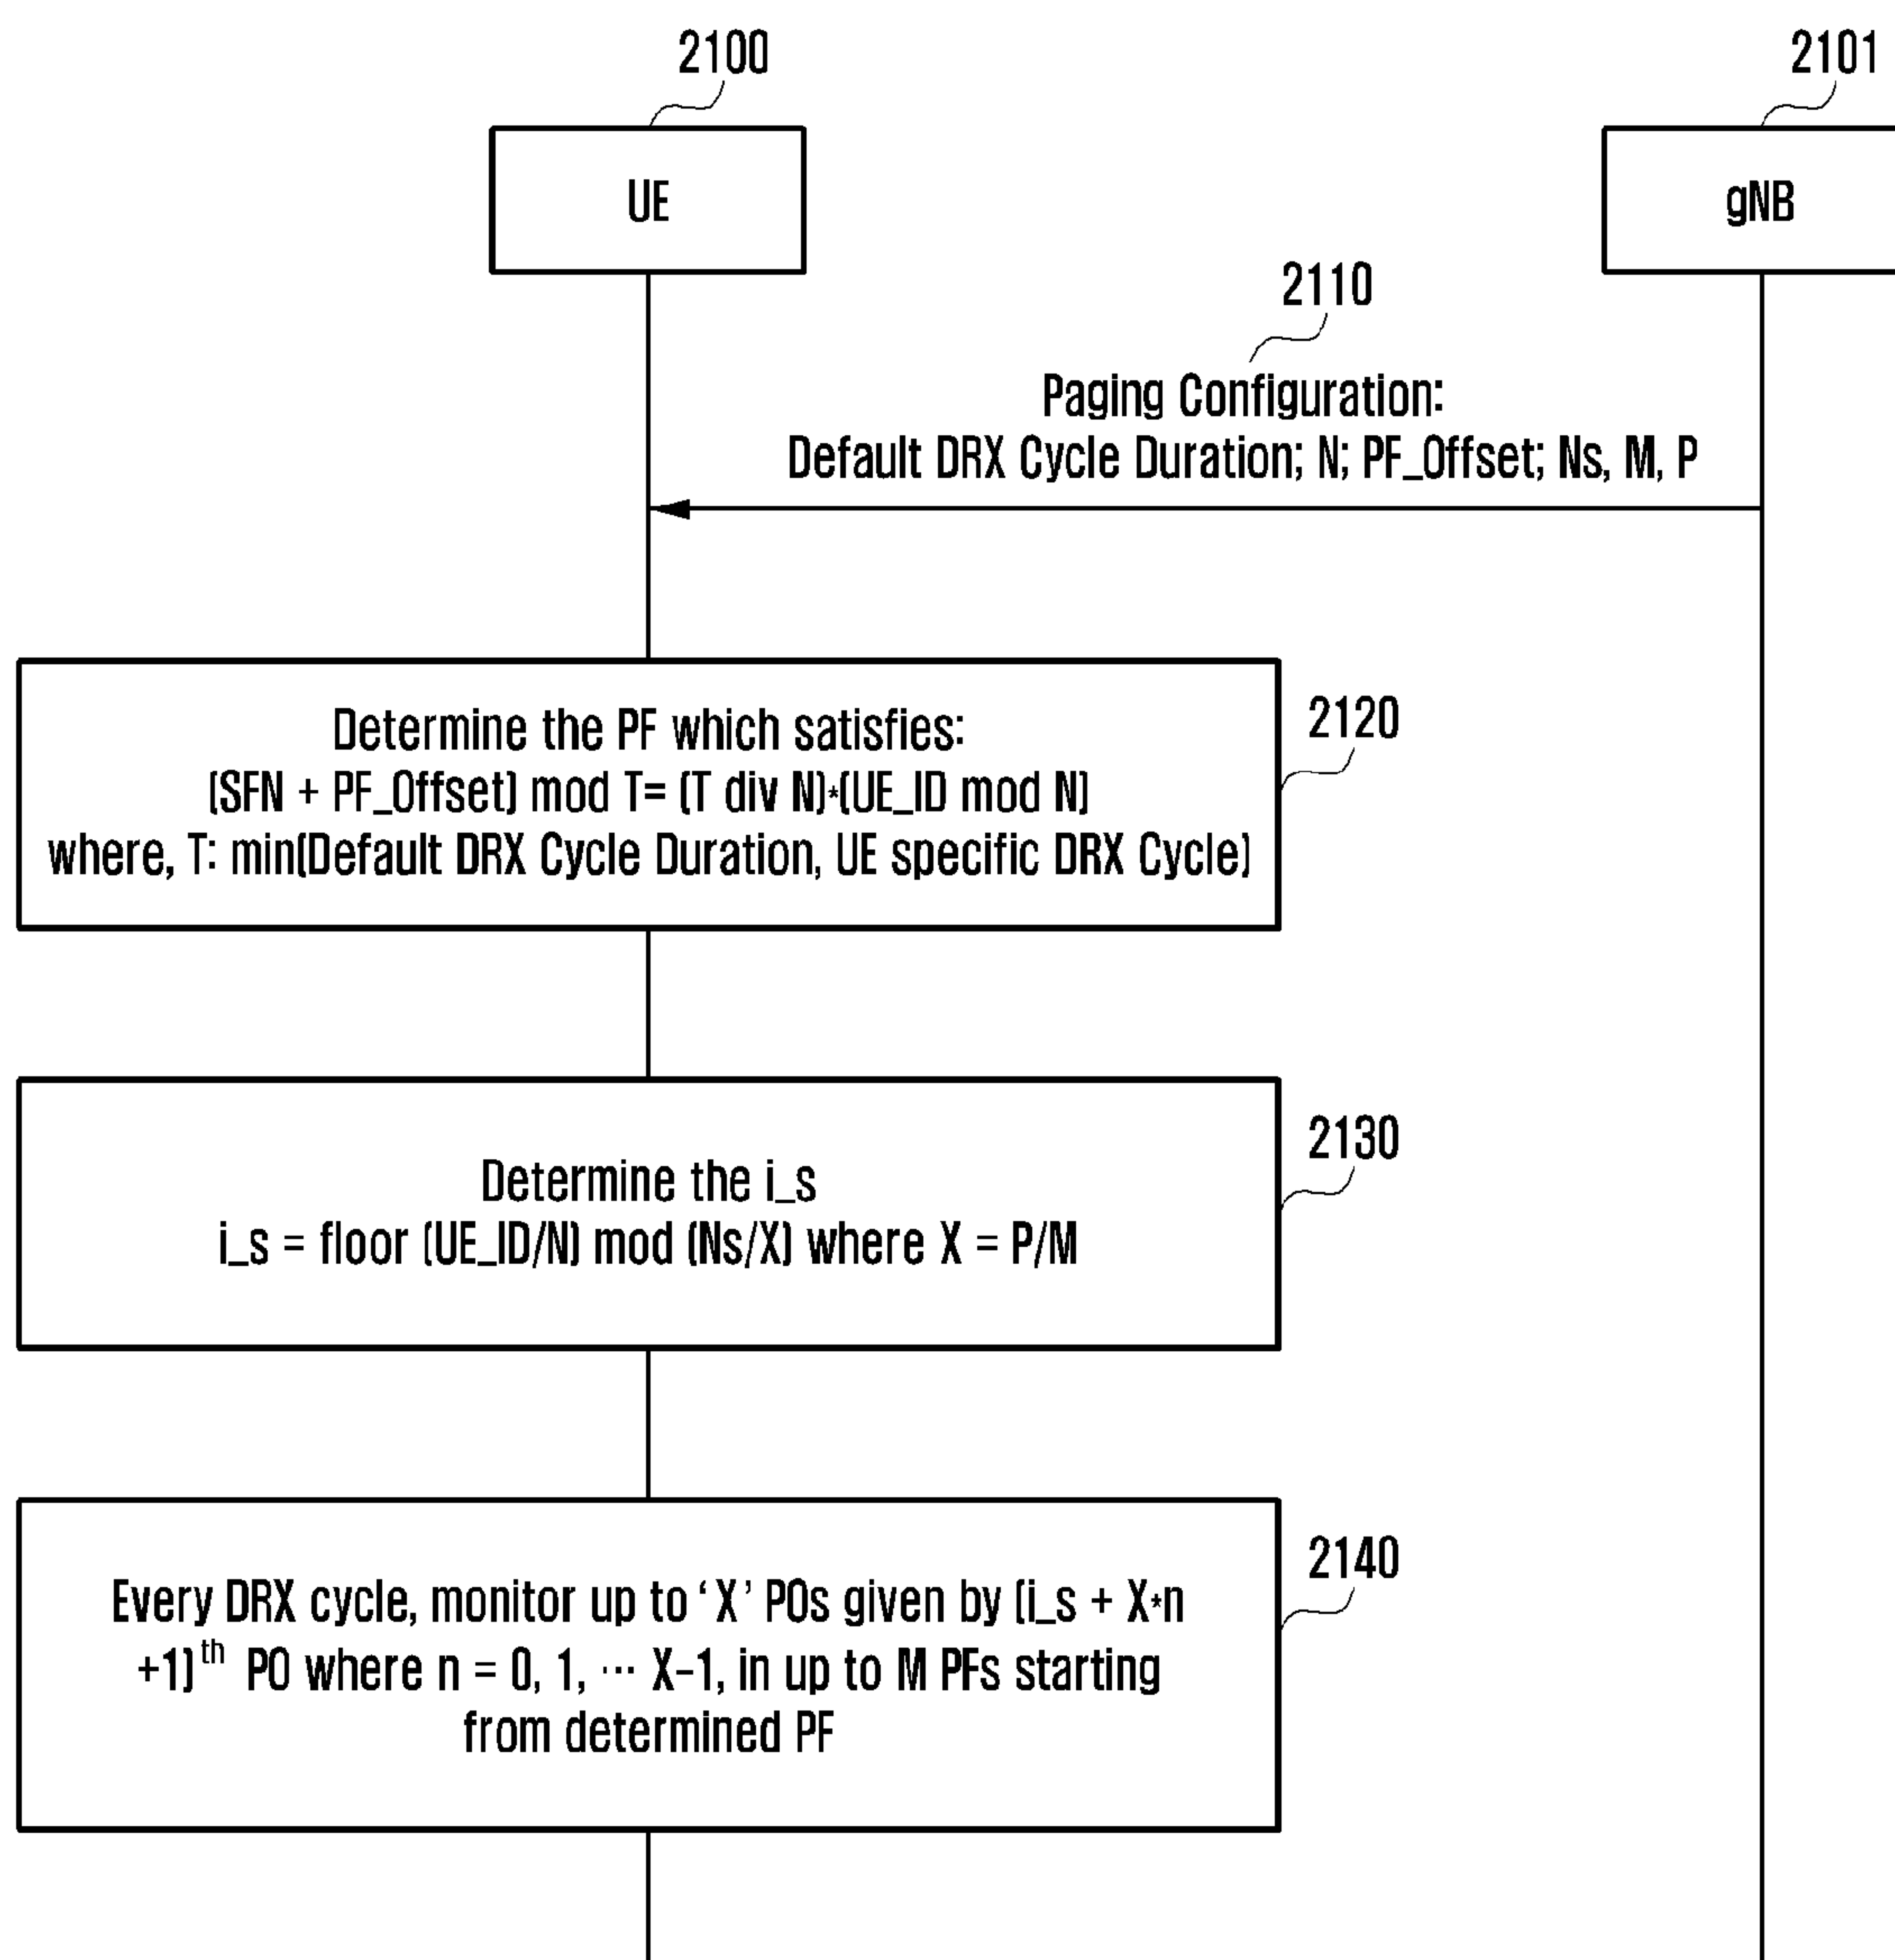 2100
2101
UE
gNB
2110
Paging Configuration:
Default DRX Cycle Duration; N; PF_Offset; Ns, M, P
Determine the PF which satisfies:
(SFN + PF_Offset) mod T= (T div N)*(UE_ID mod N)
where, T: min(Default DRX Cycle Duration, UE specific DRX Cycle)
2120
Determine the i_s
i_s = floor (UE_ID/N) mod (Ns/X) where X = P/M
2130
Every DRX cycle, monitor up to ‘X’ POs given by (i_s + X*n
+1)th PO where n = 0, 1, ··· X-1, in up to M PFs starting
from determined PF
2140